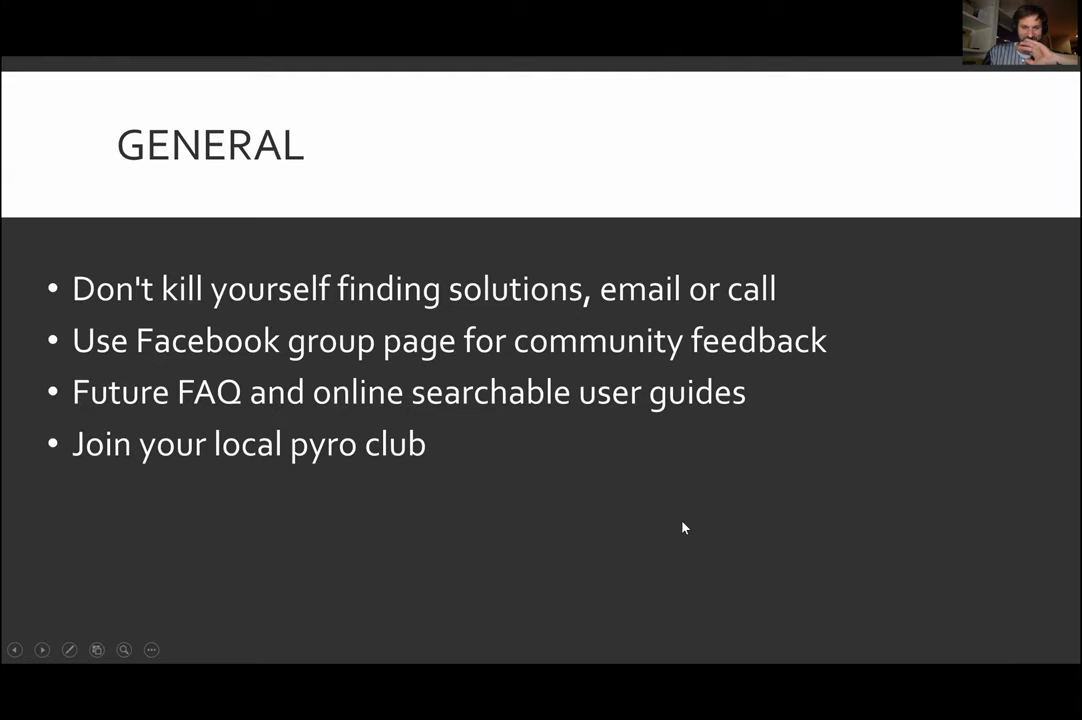 GENERAL
• Don't kill yourself finding solutions, email or call
• Use Facebook group page for community feedback
• Future FAQ and online searchable user guides
• Join your local pyro club